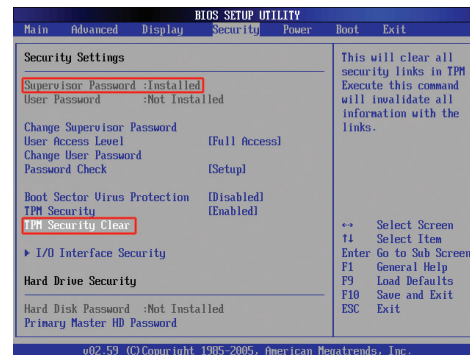 BIOS SETUP UTILITY
Main Advanced Display Security Power Boot Exit
Security Settings
Supervisor Password :Installed
User Password :Not Installed
Change Supervisor Password
User Access Level [Full Access]
Change User Password
Password Check [Setup]
Boot Sector Virus Protection [Disabled]
TPM Security [Enabled]
TPM Security Clear
▶ I/O Interface Security
Hard Drive Security
Hard Disk Password :Not Installed
Primary Master HD Password
This will clear all
security links in TPM
Execute this command
will invalidate all
information with the
links.
↔ Select Screen
↑↓ Select Item
Enter Go to Sub Screen
F1 General Help
F9 Load Defaults
F10 Save and Exit
ESC Exit
v02.59 (C)Copyright 1985-2005, American Megatrends, Inc.